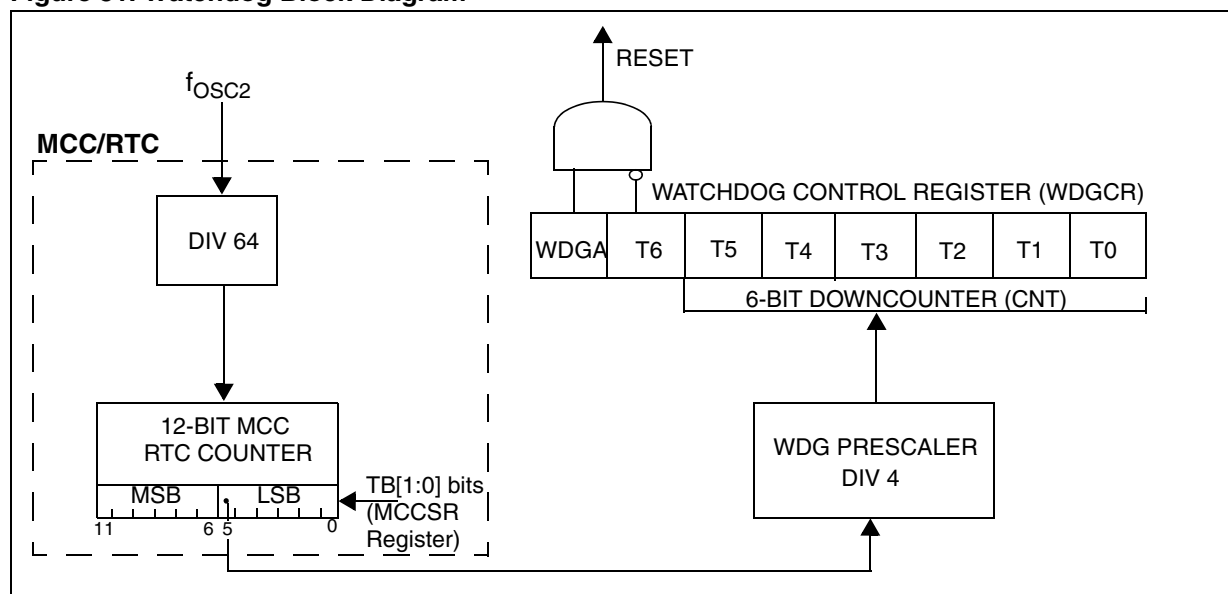 fOSC2
RESET
MCC/RTC
DIV 64
WATCHDOG CONTROL REGISTER (WDGCR)
WDGA T6 T5 T4 T3 T2 T1 T0
6-BIT DOWNCOUNTER (CNT)
12-BIT MCC
RTC COUNTER
MSB LSB
11 6 5 0
TB[1:0] bits
(MCCSR
Register)
WDG PRESCALER
DIV 4